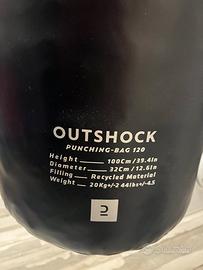 OUTSHOCK
PUNCHING-BAG 120
Height 100Cm/39.4In
Diameter 32Cm/12.6In
Filling Recycled Material
Weight 20Kg+/-2 44lbs+/-4.5